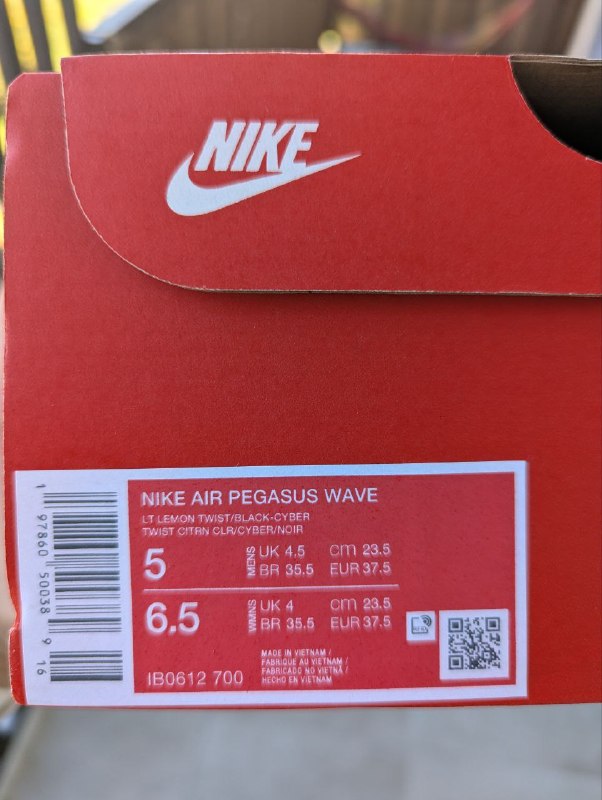 NIKE
NIKE AIR PEGASUS WAVE
LT LEMON TWIST/BLACK-CYBER
TWIST CITRN CLR/CYBER/NOIR
5 MENS UK 4.5 cm 23.5
BR 35.5 EUR 37.5
6.5 WMNS UK 4 cm 23.5
BR 35.5 EUR 37.5
IB0612 700
MADE IN VIETNAM /
FABRIQUE AU VIETNAM /
FABRICADO NO VIETNÃ /
HECHO EN VIETNAM
1 97860 50038 9 16